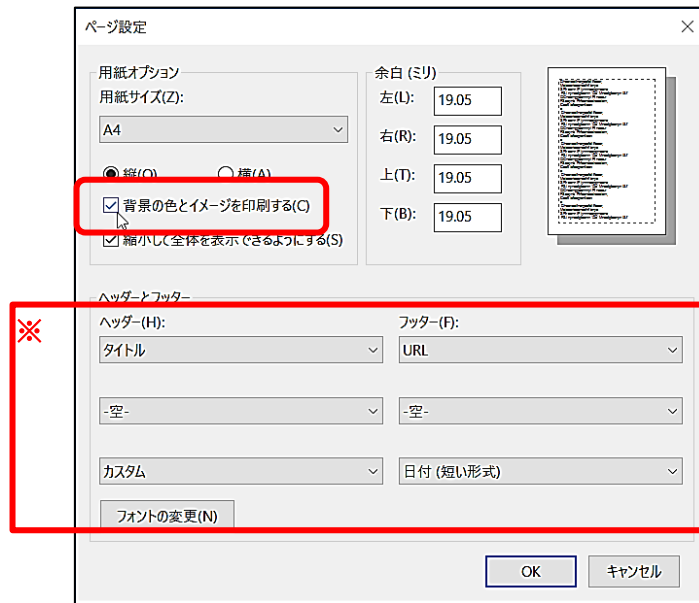 ページ設定
用紙オプション
用紙サイズ(Z):
A4
縦(O) 横(A)
背景の色とイメージを印刷する(C)
縮小して全体を表示できるようにする(S)
余白 (ミリ)
左(L): 19.05
右(R): 19.05
上(T): 19.05
下(B): 19.05
※
ヘッダーとフッター
ヘッダー(H): フッター(F):
タイトル URL
-空- -空-
カスタム 日付 (短い形式)
フォントの変更(N)
OK キャンセル